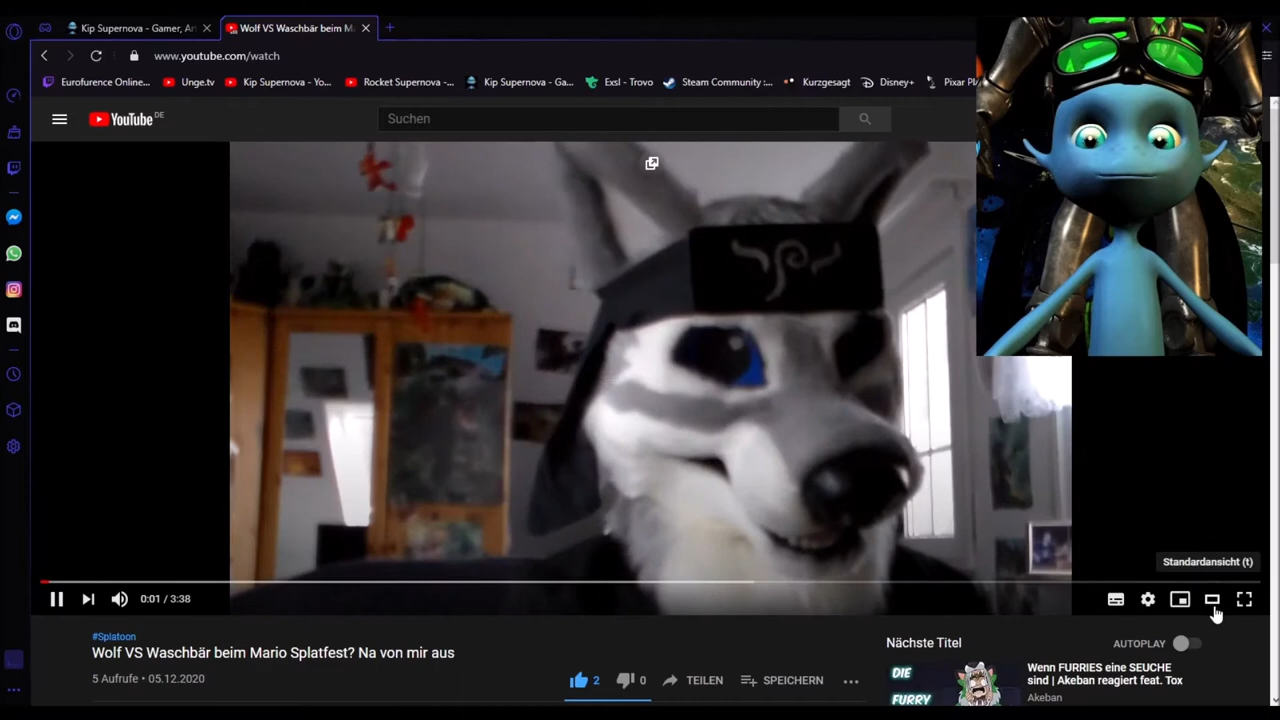 Kip Supernova - Gamer, An
Wolf VS Waschbär beim Ma
www.youtube.com/watch
Eurofurence Online...
Unge.tv
Kip Supernova - Yo...
Rocket Supernova -...
Kip Supernova - Ga...
Exsl - Trovo
Steam Community :...
Kurzgesagt
Disney+
Pixar Pl
YouTube DE
Suchen
Standardansicht (t)
0:01 / 3:38
#Splatoon
Wolf VS Waschbär beim Mario Splatfest? Na von mir aus
5 Aufrufe • 05.12.2020
2
0
TEILEN
SPEICHERN
Nächste Titel
AUTOPLAY
DIE
FURRY
Wenn FURRIES eine SEUCHE
sind | Akeban reagiert feat. Tox
Akeban